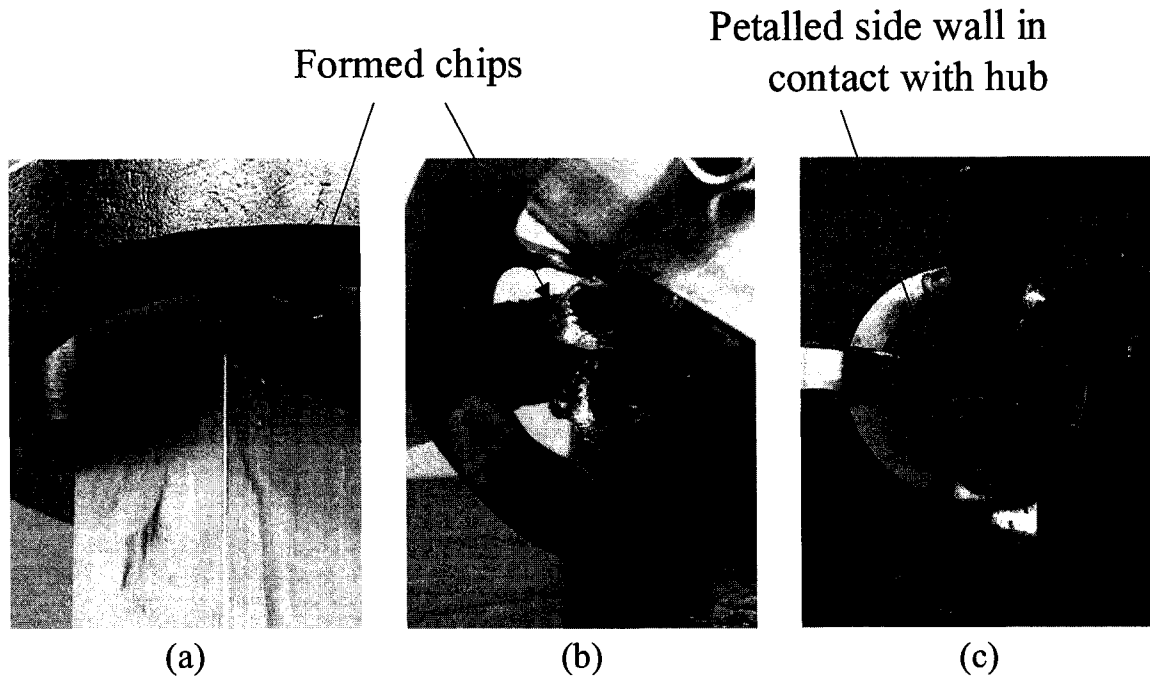 Formed chips
Petalled side wall in
contact with hub
(a)
(b)
(c)